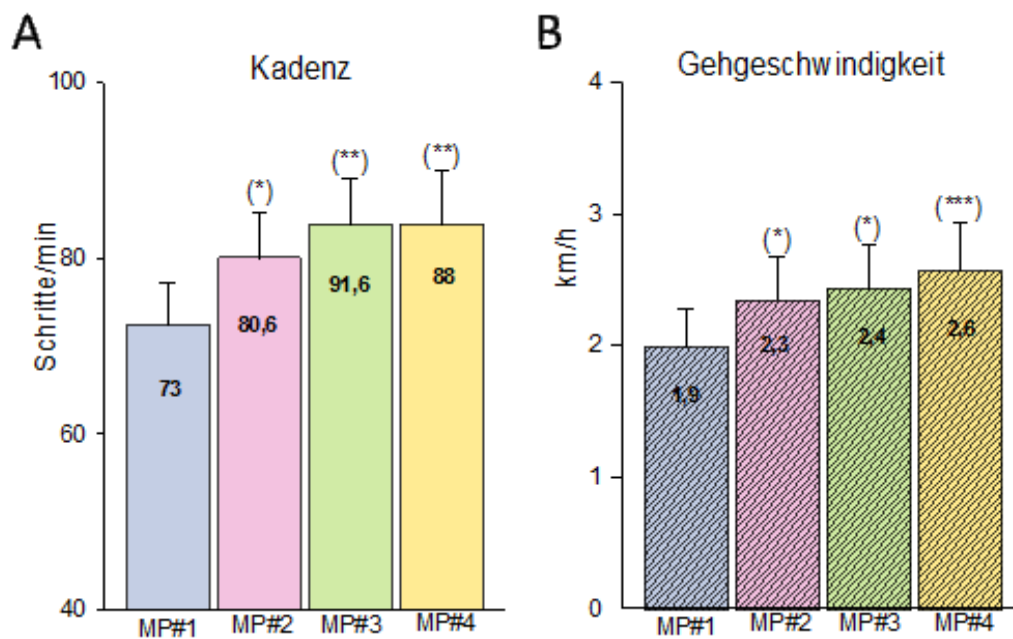 A
Kadenz
Schritte/min
100
80
60
40
(*)
(**)
(**)
73
80,6
91,6
88
MP#1 MP#2 MP#3 MP#4
B
Gehgeschwindigkeit
km/h
4
3
2
1
0
(*)
(*)
(***)
1,9
2,3
2,4
2,6
MP#1 MP#2 MP#3 MP#4